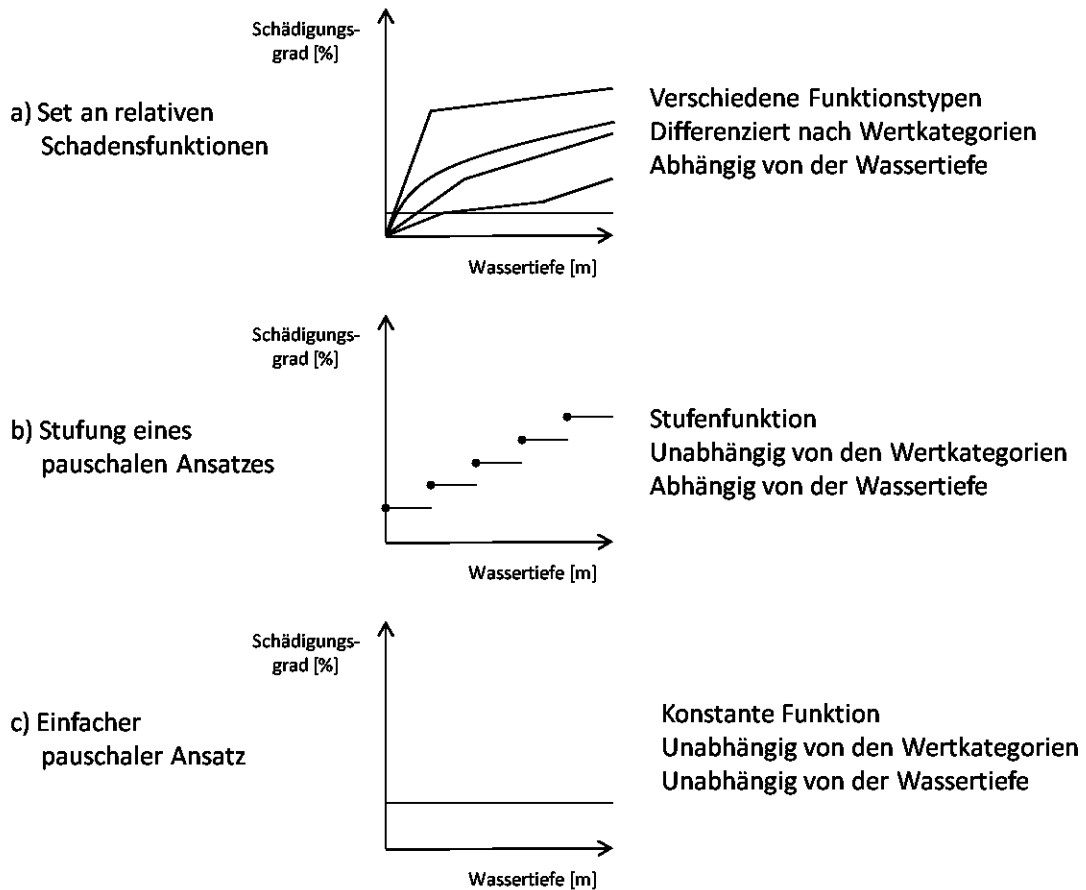 Schädigungs-
grad [%]
a) Set an relativen
Schadensfunktionen
Verschiedene Funktionstypen
Differenziert nach Wertkategorien
Abhängig von der Wassertiefe
Wassertiefe [m]
Schädigungs-
grad [%]
b) Stufung eines
pauschalen Ansatzes
Stufenfunktion
Unabhängig von den Wertkategorien
Abhängig von der Wassertiefe
Wassertiefe [m]
Schädigungs-
grad [%]
c) Einfacher
pauschaler Ansatz
Konstante Funktion
Unabhängig von den Wertkategorien
Unabhängig von der Wassertiefe
Wassertiefe [m]